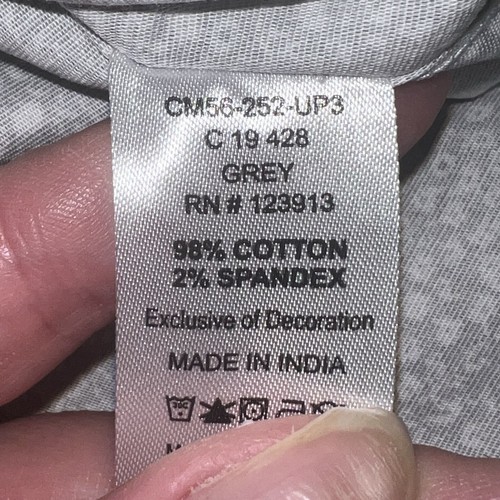 CM56-252-UP3
C 19 428
GREY
RN # 123913
98% COTTON
2% SPANDEX
Exclusive of Decoration
MADE IN INDIA